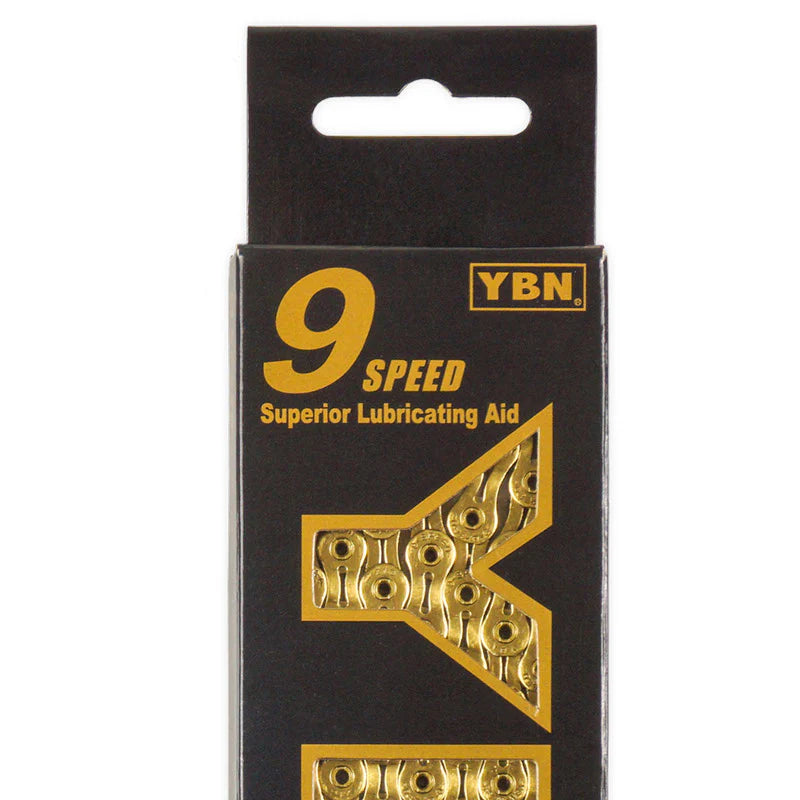 YBN®
9 SPEED
Superior Lubricating Aid
Y